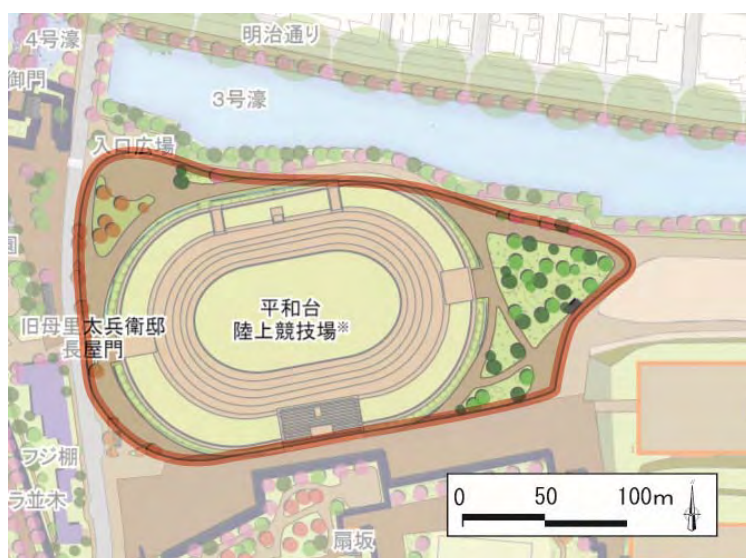 4号濠
明治通り
御門
3号濠
入口広場
園
平和台
陸上競技場※
旧母里太兵衛邸
長屋門
フジ棚
ラ並木
扇坂
0 50 100m